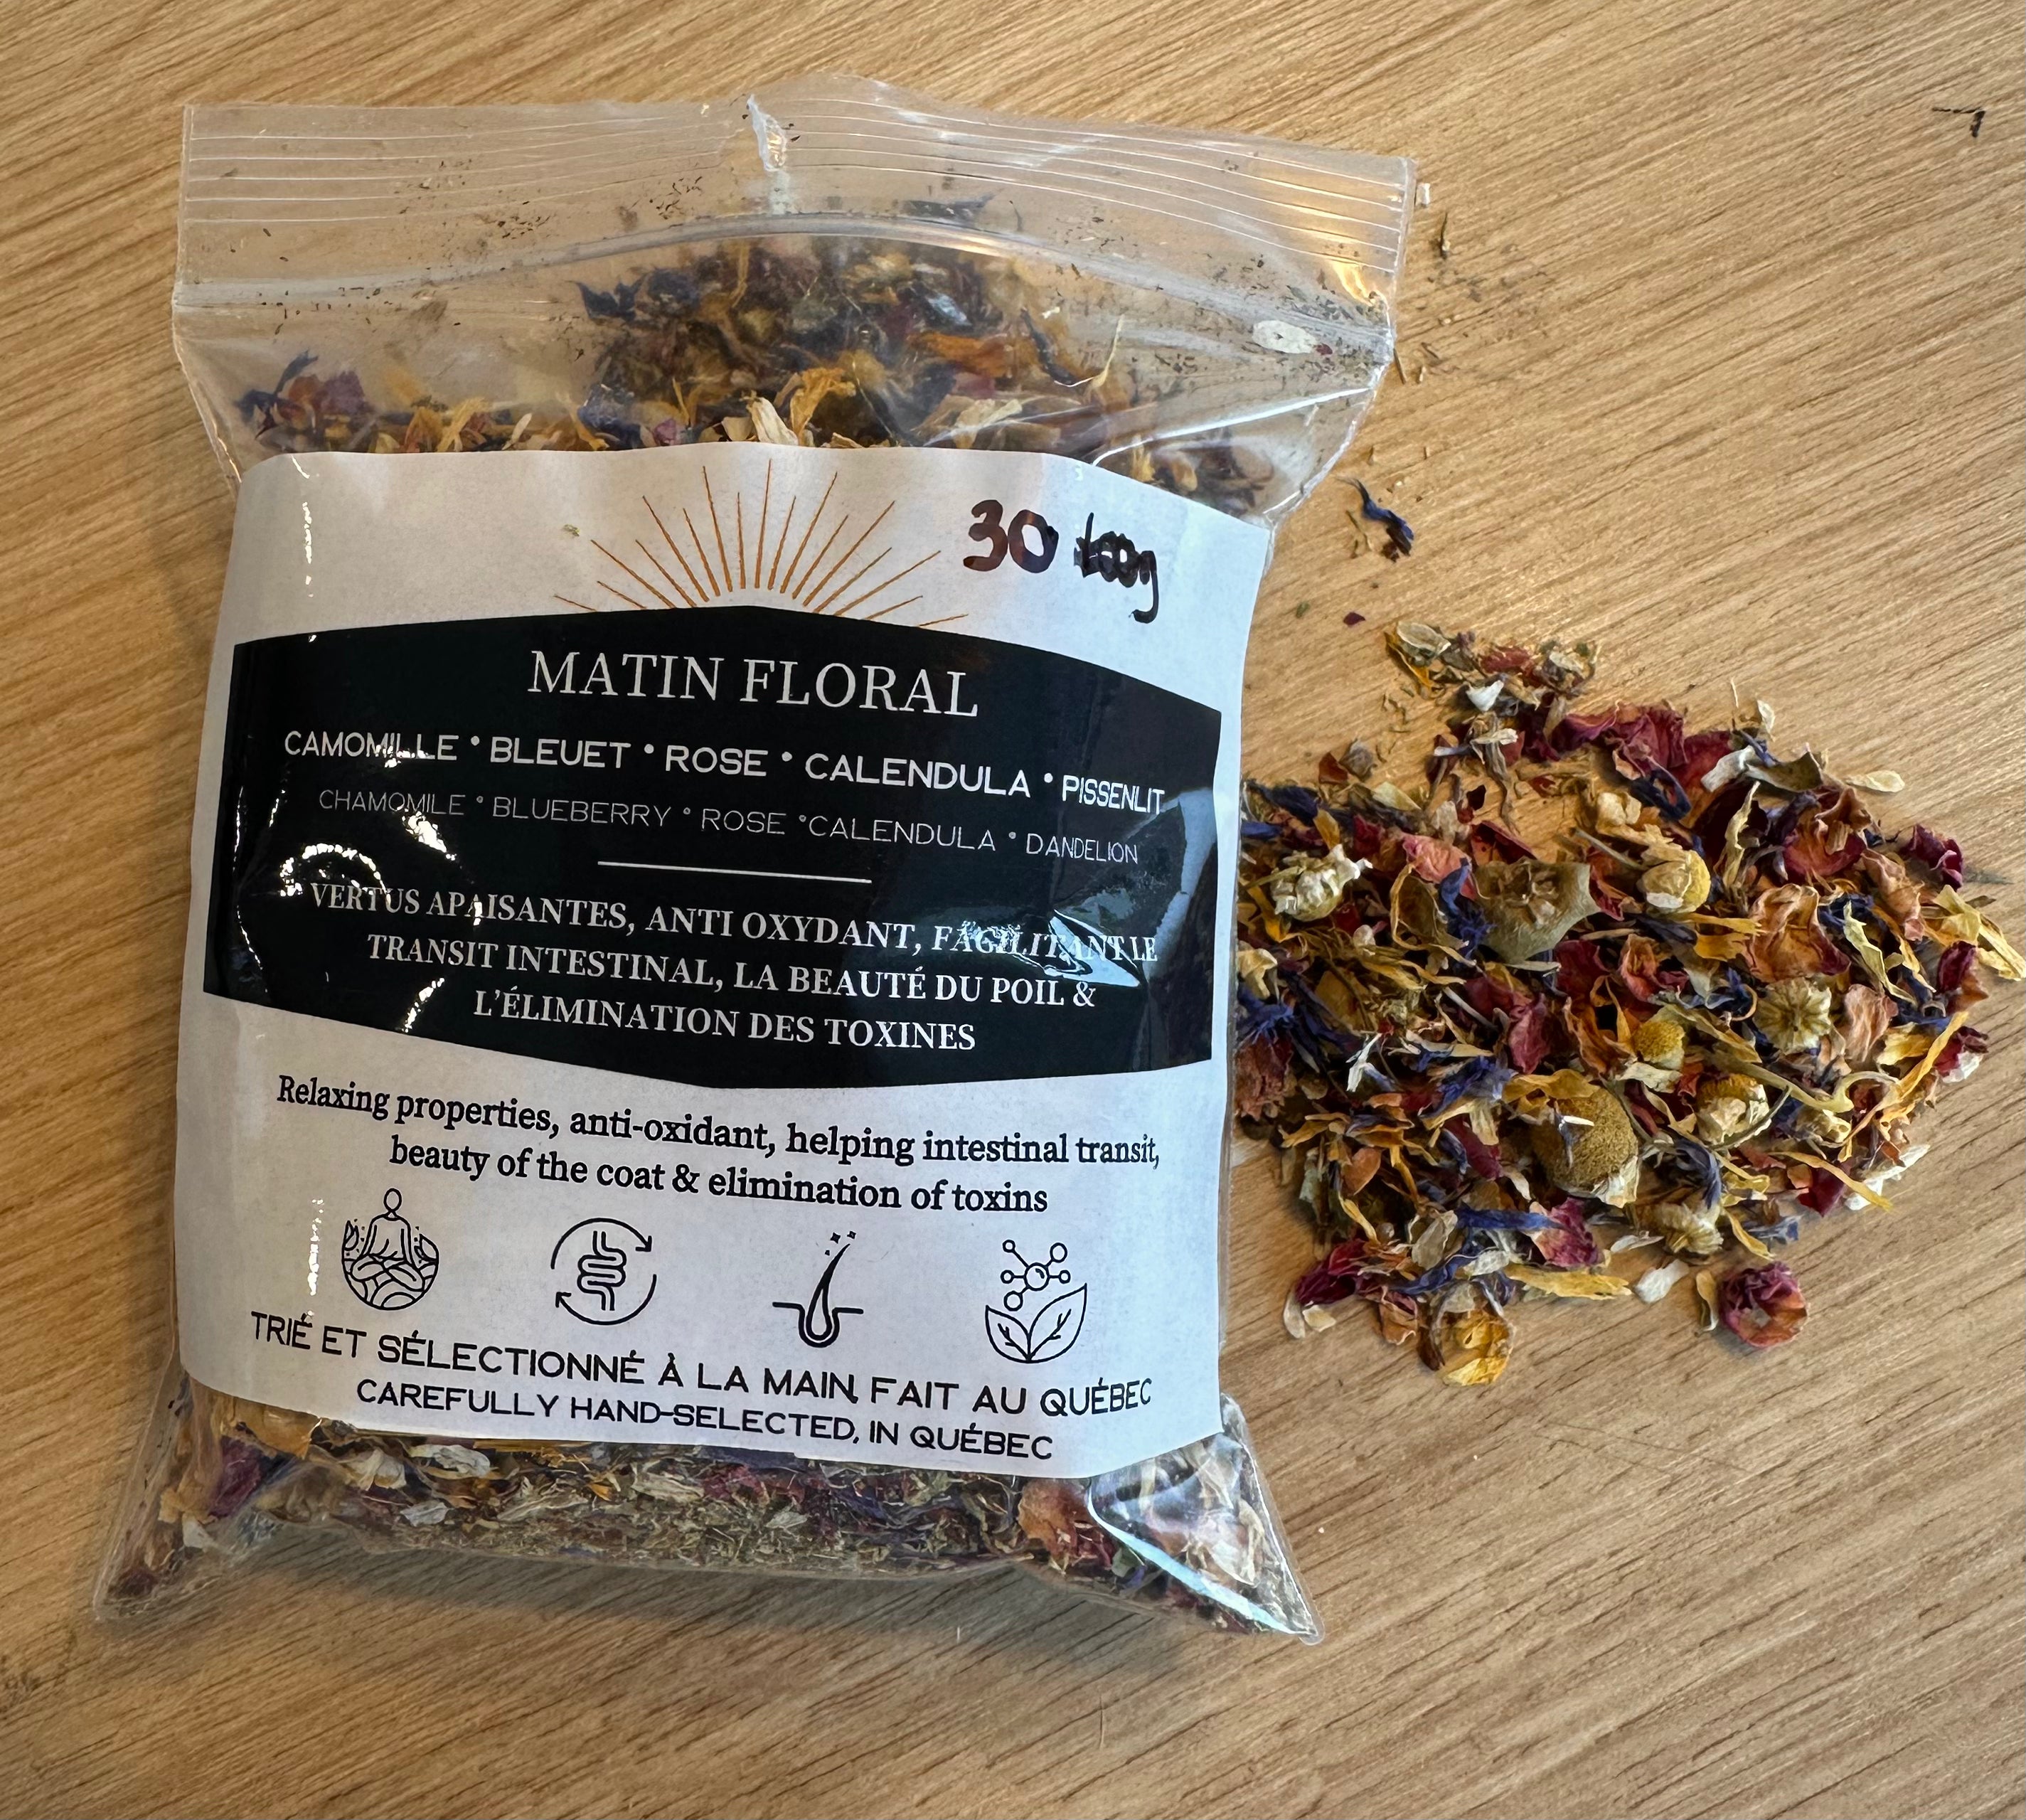 30 100g
MATIN FLORAL
CAMOMILLE • BLEUET • ROSE • CALENDULA • PISSENLIT
CHAMOMILE • BLUEBERRY • ROSE • CALENDULA • DANDELION
VERTUS APAISANTES, ANTI OXYDANT, FACILITANT LE
TRANSIT INTESTINAL, LA BEAUTÉ DU POIL &
L'ÉLIMINATION DES TOXINES
Relaxing properties, anti-oxidant, helping intestinal transit,
beauty of the coat & elimination of toxins
TRIÉ ET SÉLECTIONNÉ À LA MAIN, FAIT AU QUÉBEC
CAREFULLY HAND-SELECTED, IN QUÉBEC